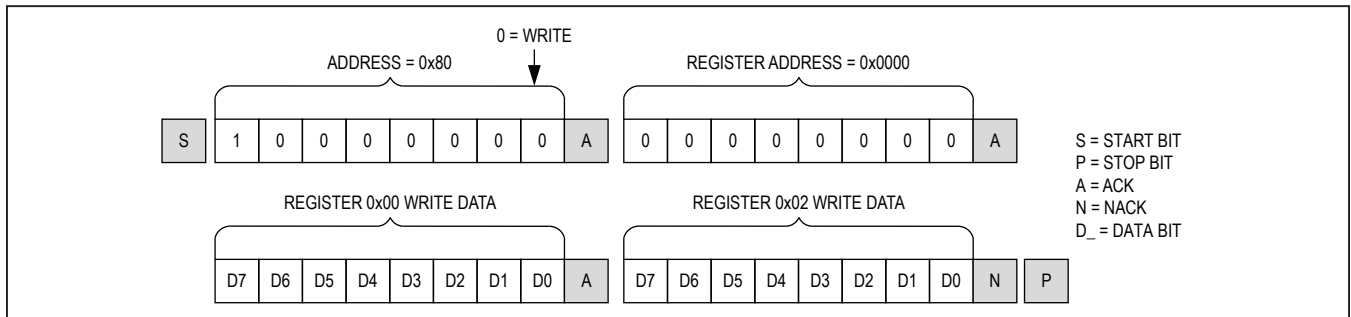 0 = WRITE
ADDRESS = 0x80 REGISTER ADDRESS = 0x0000
S 1 0 0 0 0 0 0 0 A 0 0 0 0 0 0 0 0 A
S = START BIT
P = STOP BIT
A = ACK
N = NACK
D_ = DATA BIT
REGISTER 0x00 WRITE DATA REGISTER 0x02 WRITE DATA
D7 D6 D5 D4 D3 D2 D1 D0 A D7 D6 D5 D4 D3 D2 D1 D0 N P